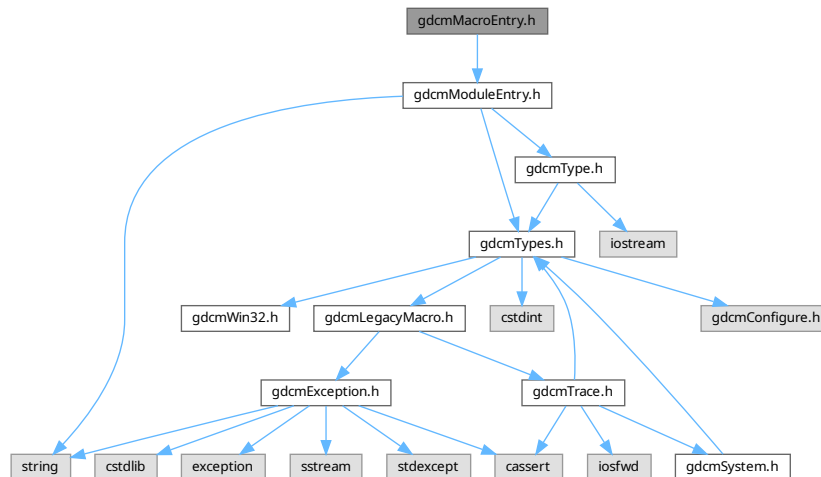 gdcmMacroEntry.h
gdcmModuleEntry.h
gdcmType.h
gdcmTypes.h
iostream
gdcmWin32.h
gdcmLegacyMacro.h
cstdint
gdcmConfigure.h
gdcmException.h
gdcmTrace.h
string
cstdlib
exception
sstream
stdexcept
cassert
iosfwd
gdcmSystem.h